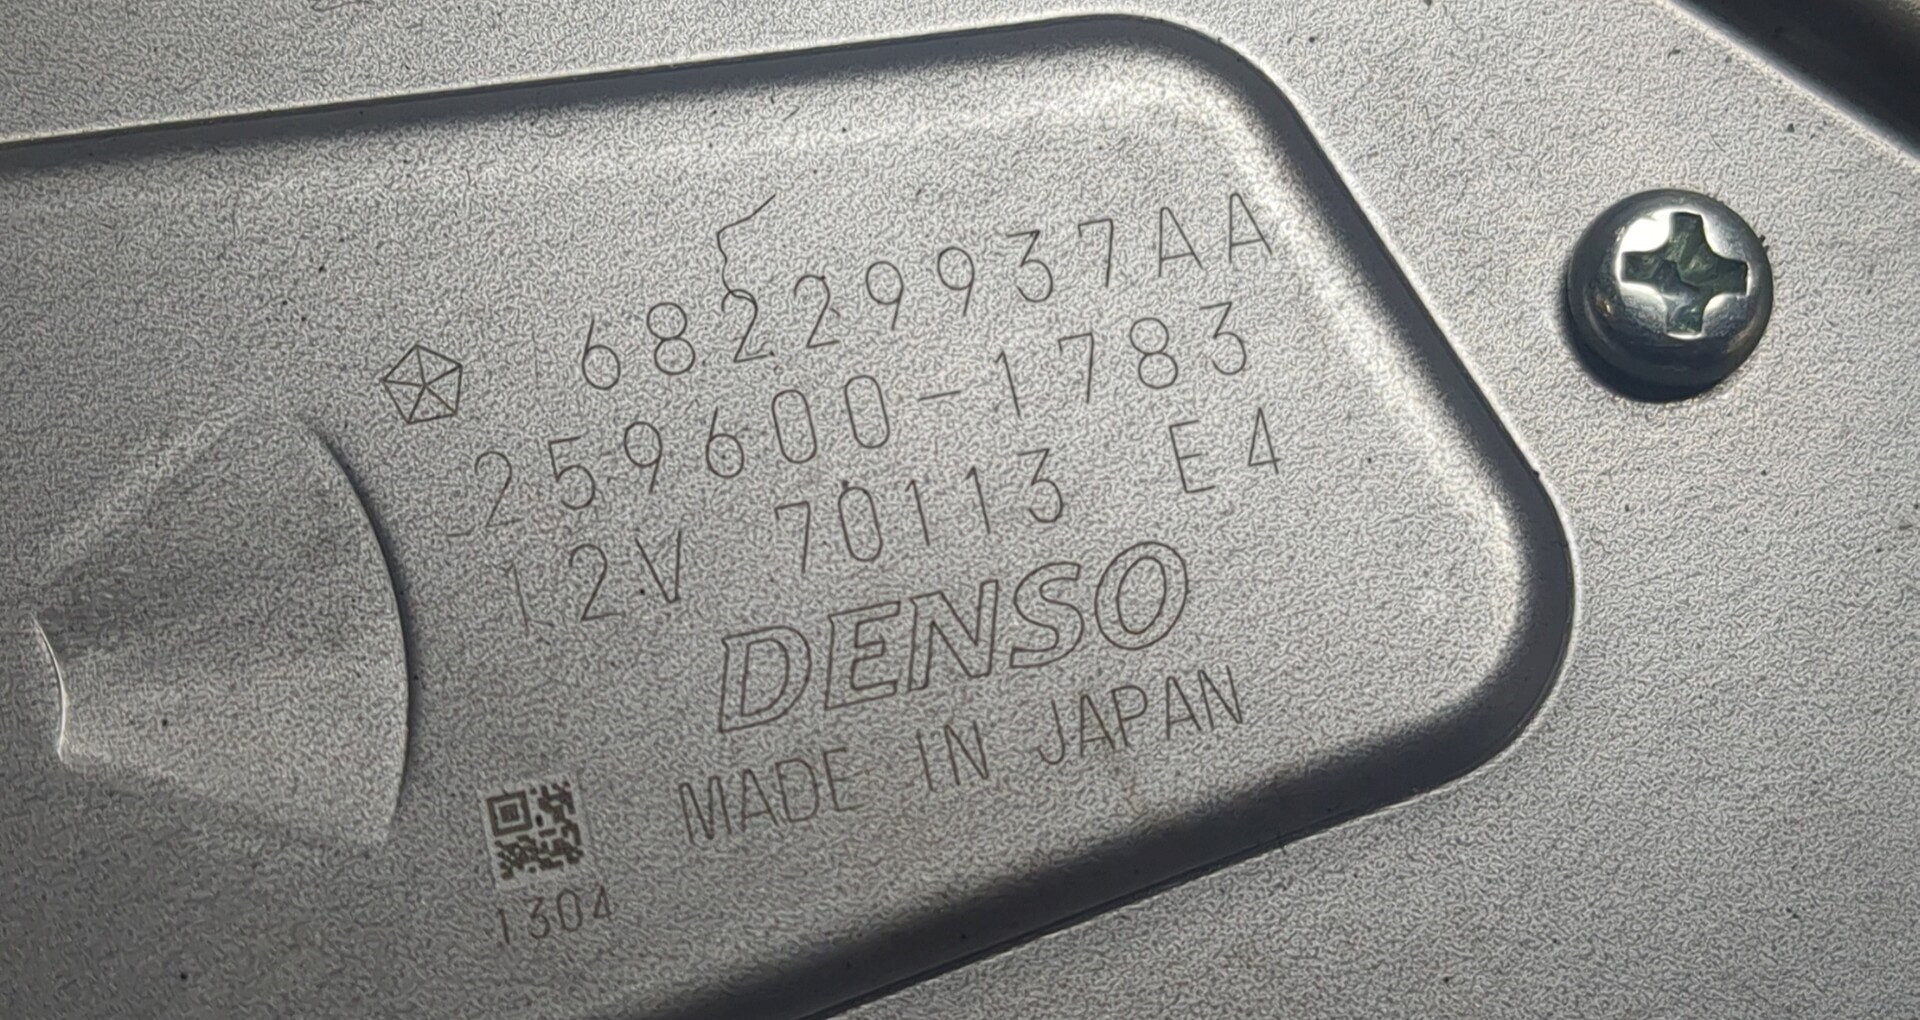 68229937AA
259600-1783
12V 70113 E4
DENSO
MADE IN JAPAN
1304